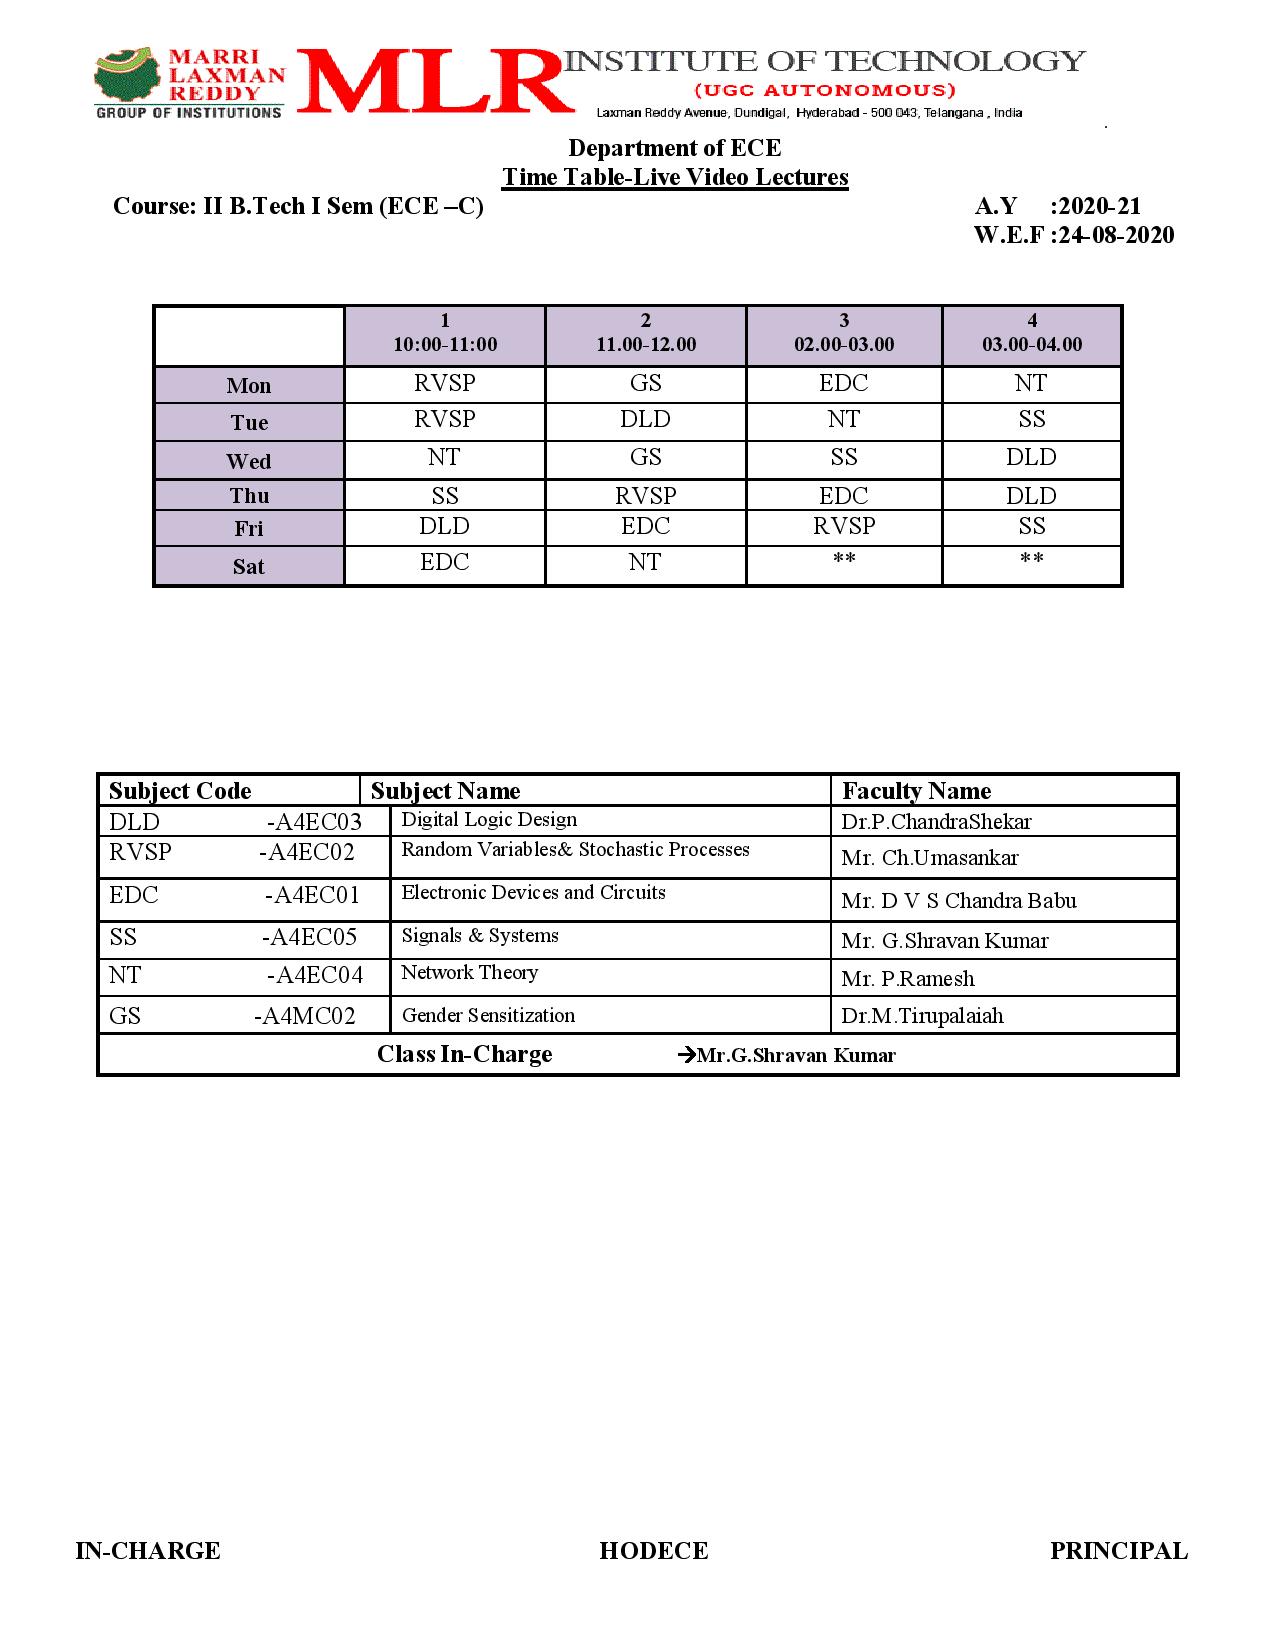 MARRI
LAXMAN
REDDY
GROUP OF INSTITUTIONS
MLR INSTITUTE OF TECHNOLOGY
(UGC AUTONOMOUS)
Laxman Reddy Avenue, Dundigal, Hyderabad - 500 043, Telangana , India
.
Department of ECE
Time Table-Live Video Lectures
Course: II B.Tech I Sem (ECE –C) A.Y :2020-21
W.E.F :24-08-2020
1 2 3 4
10:00-11:00 11.00-12.00 02.00-03.00 03.00-04.00
Mon RVSP GS EDC NT
Tue RVSP DLD NT SS
Wed NT GS SS DLD
Thu SS RVSP EDC DLD
Fri DLD EDC RVSP SS
Sat EDC NT ** **
Subject Code Subject Name Faculty Name
DLD -A4EC03 Digital Logic Design Dr.P.ChandraShekar
RVSP -A4EC02 Random Variables& Stochastic Processes Mr. Ch.Umasankar
EDC -A4EC01 Electronic Devices and Circuits Mr. D V S Chandra Babu
SS -A4EC05 Signals & Systems Mr. G.Shravan Kumar
NT -A4EC04 Network Theory Mr. P.Ramesh
GS -A4MC02 Gender Sensitization Dr.M.Tirupalaiah
Class In-Charge →Mr.G.Shravan Kumar
IN-CHARGE HODECE PRINCIPAL